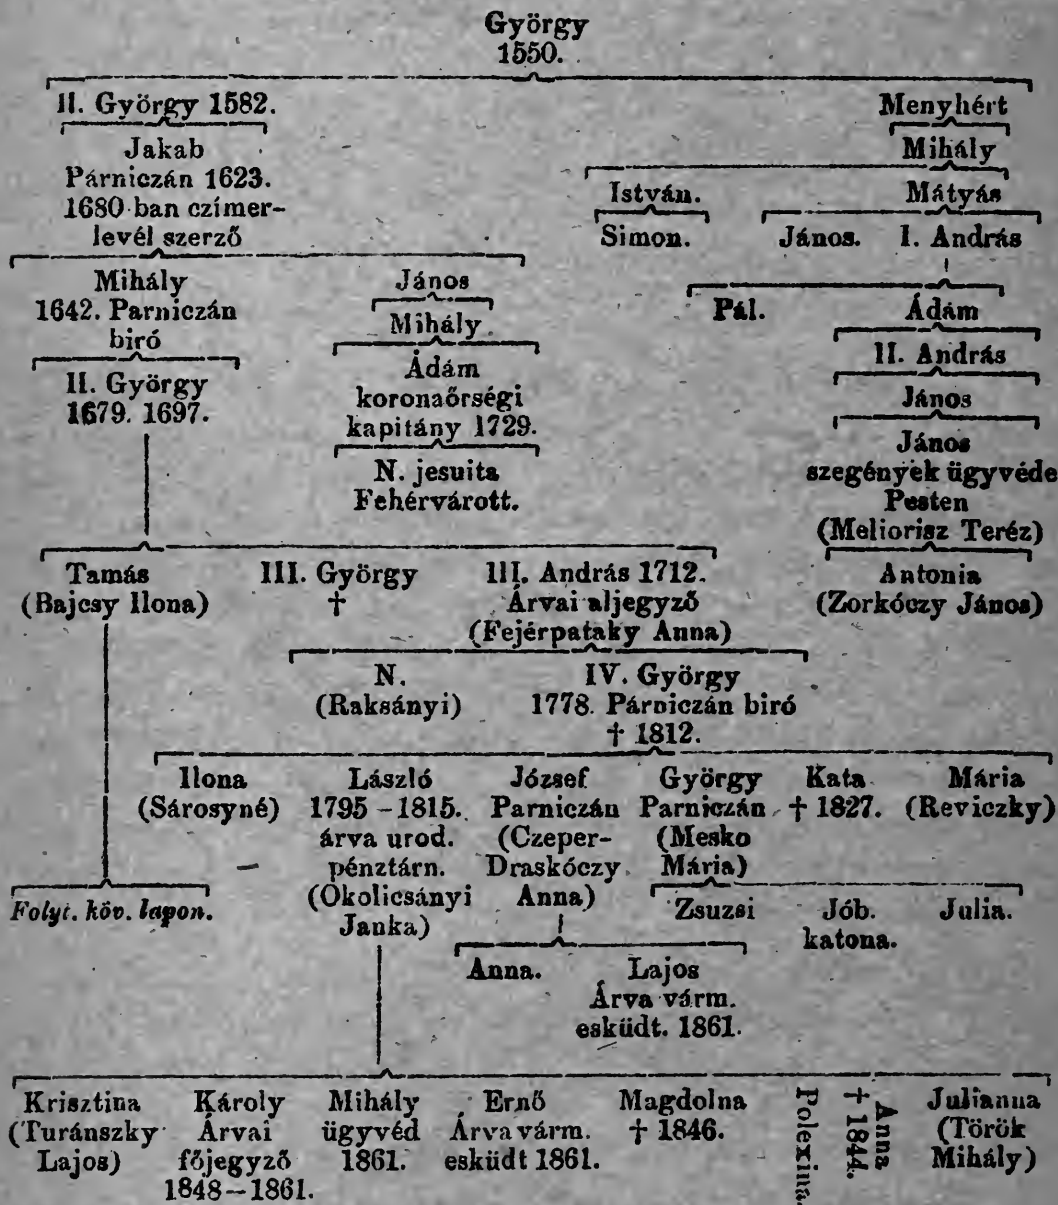 György
1550.
II. György 1582.
Menyhért
Jakab
Párniczán 1623.
1680 ban czímer-
levél szerző
Mihály
István.
Mátyás
Simon.
János.
I. András
Mihály
1642. Parniczán
biró
János
Pál.
Ádám
Mihály.
II. András
II. György
1679. 1697.
Ádám
koronaőrségi
kapitány 1729.
János
N. jesuita
Fehérvárott.
János
szegények ügyvéde
Pesten
(Meliorisz Teréz)
Tamás
(Bajcsy Ilona)
III. György
†
III. András 1712.
Árvai aljegyző
(Fejérpataky Anna)
Antonia
(Zorkóczy János)
N.
(Raksányi)
IV. György
1778. Párniczán biró
† 1812.
Ilona
(Sárosyné)
László
1795–1815.
árva urod.
pénztárn.
(Okolicsányi
Janka)
József
Parniczán
(Czeper-
Draskóczy
Anna)
György
Parniczán
(Mesko
Mária)
Kata
† 1827.
Mária
(Reviczky)
Folyt. köv. lapon.
Zsuzsi
Jób.
katona.
Julia.
Anna.
Lajos
Árva várm.
esküdt. 1861.
Krisztina
(Turánszky
Lajos)
Károly
Árvai
főjegyző
1848–1861.
Mihály
ügyvéd
1861.
Ernő
Árva várm.
esküdt 1861.
Magdolna
† 1846.
Polexina.
Anna
† 1844.
Julianna
(Török
Mihály)